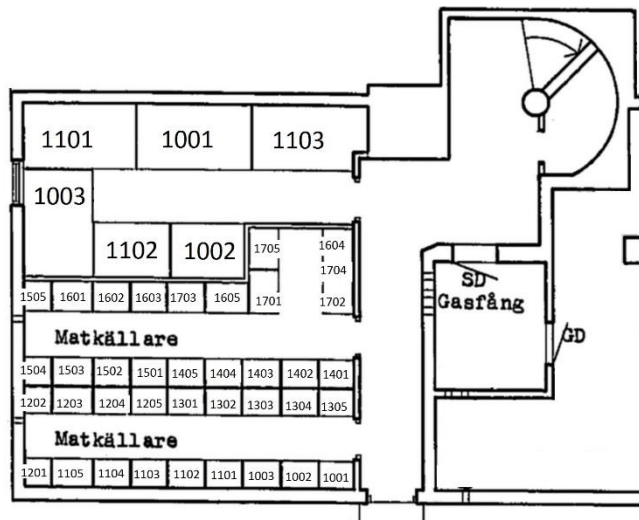 1101 1001 1103
1003
1102 1002
1705 1604
1704
1505 1601 1602 1603 1703 1605 1701 1702
SD
Gasfång
GD
Matkällare
1504 1503 1502 1501 1405 1404 1403 1402 1401
1202 1203 1204 1205 1301 1302 1303 1304 1305
Matkällare
1201 1105 1104 1103 1102 1101 1003 1002 1001